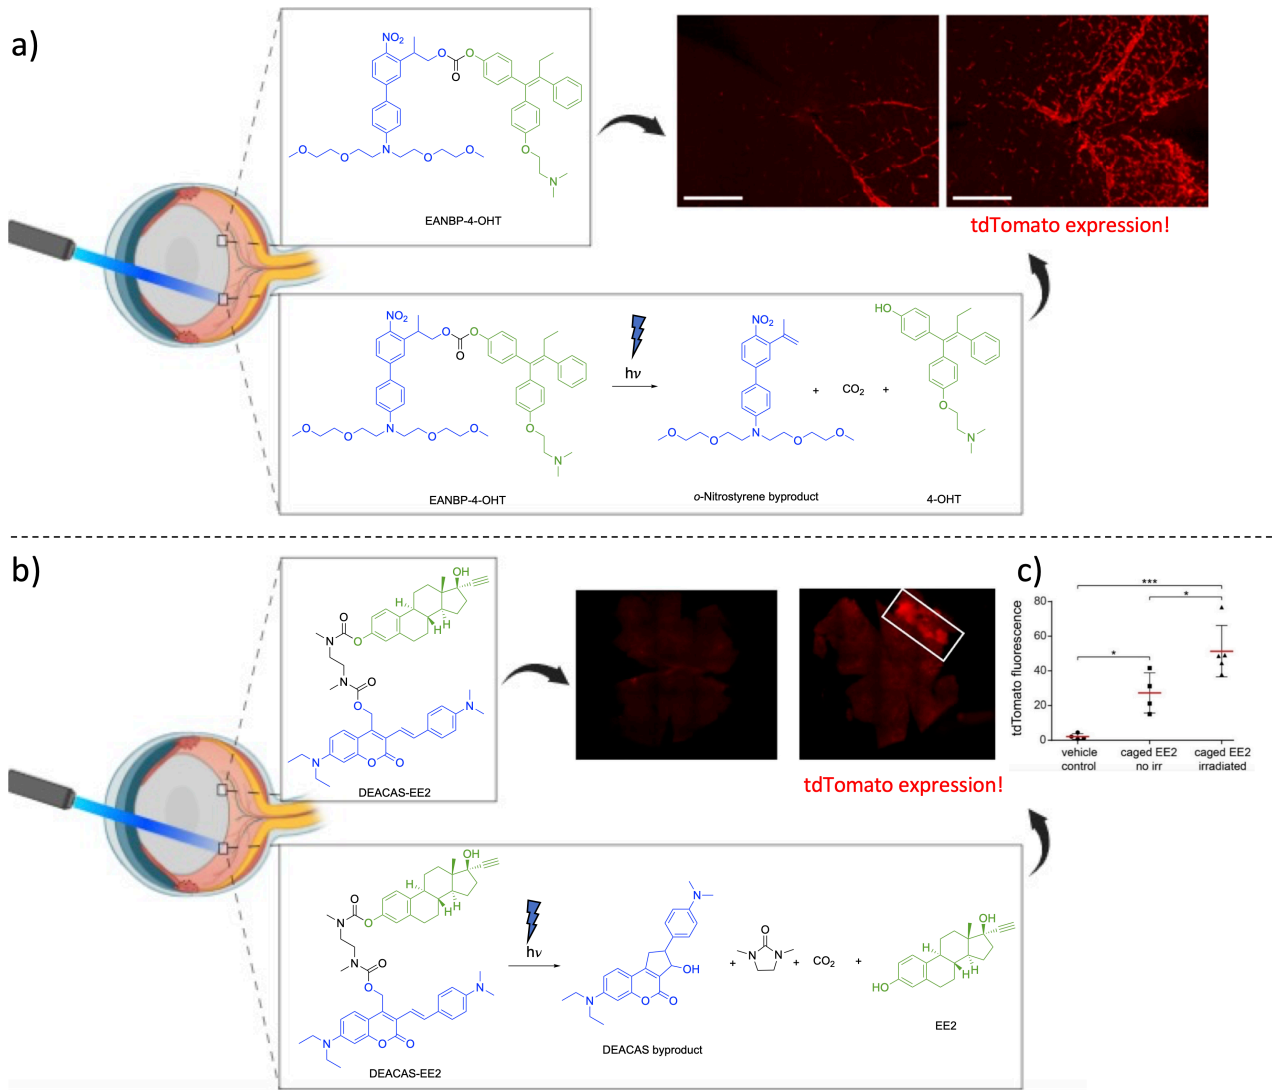 a)
NO2
O
O
O
O
O
O
N
O
O
O
N
EANBP-4-OHT
tdTomato expression!
NO2
O
O
O
O
O
O
N
O
O
O
N
EANBP-4-OHT
hν
NO2
O
O
N
O
O
o-Nitrostyrene byproduct
+ CO2 +
HO
O
N
4-OHT
b)
OH
H
H
H
O
N
O
N
O
O
N
N
O
O
DEACAS-EE2
tdTomato expression!
c)
tdTomato fluorescence
80
60
40
20
0
***
*
*
vehicle
control
caged EE2
no irr
caged EE2
irradiated
OH
H
H
H
O
N
O
N
O
O
N
N
O
O
DEACAS-EE2
hν
N
OH
N
O
O
DEACAS byproduct
+
O
N
N
+ CO2 +
OH
H
H
H
HO
EE2